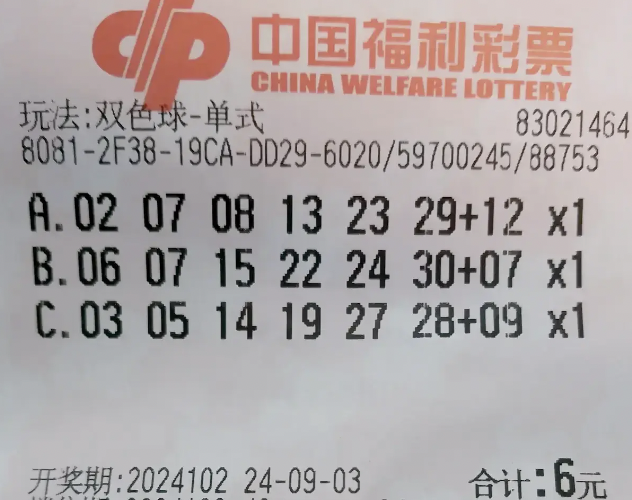 中国福利彩票
CHINA WELFARE LOTTERY
玩法:双色球-单式 83021464
8081-2F38-19CA-DD29-6020/59700245/88753
A.02 07 08 13 23 29+12 x1
B.06 07 15 22 24 30+07 x1
C.03 05 14 19 27 28+09 x1
开奖期:2024102 24-09-03 合计:6元